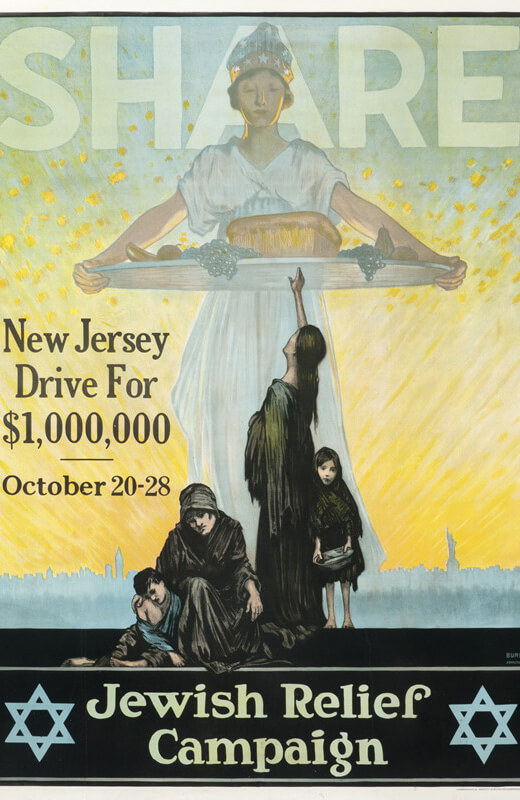 SHARE
New Jersey
Drive For
$1,000,000
October 20-28
Jewish Relief
Campaign